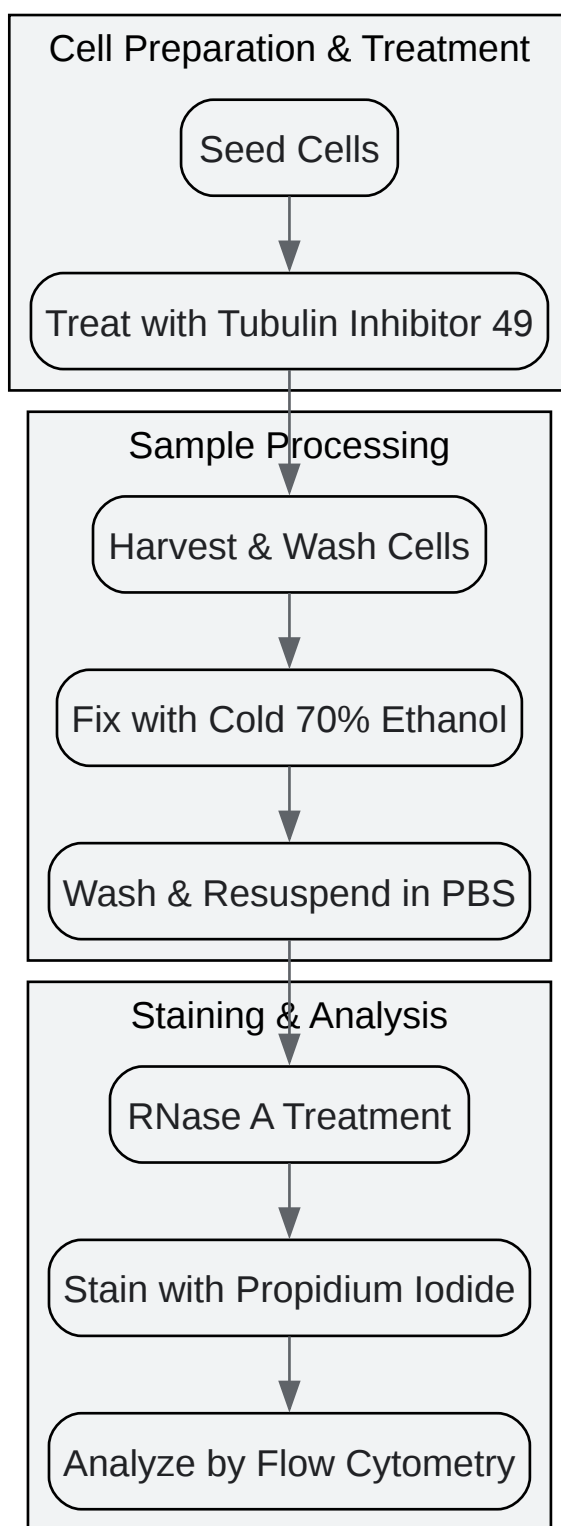 Cell Preparation & Treatment
Seed Cells
Treat with Tubulin Inhibitor 49
Sample Processing
Harvest & Wash Cells
Fix with Cold 70% Ethanol
Wash & Resuspend in PBS
Staining & Analysis
RNase A Treatment
Stain with Propidium Iodide
Analyze by Flow Cytometry